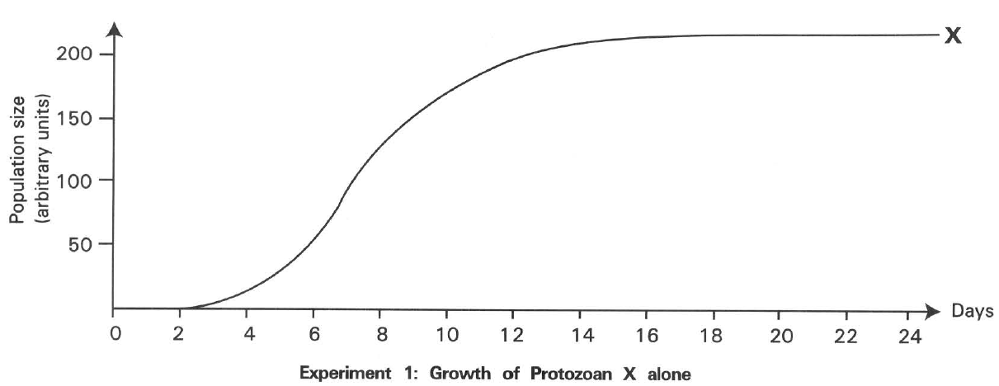 Population size
(arbitrary units)
200
150
100
50
X
0 2 4 6 8 10 12 14 16 18 20 22 24
Days
Experiment 1: Growth of Protozoan X alone